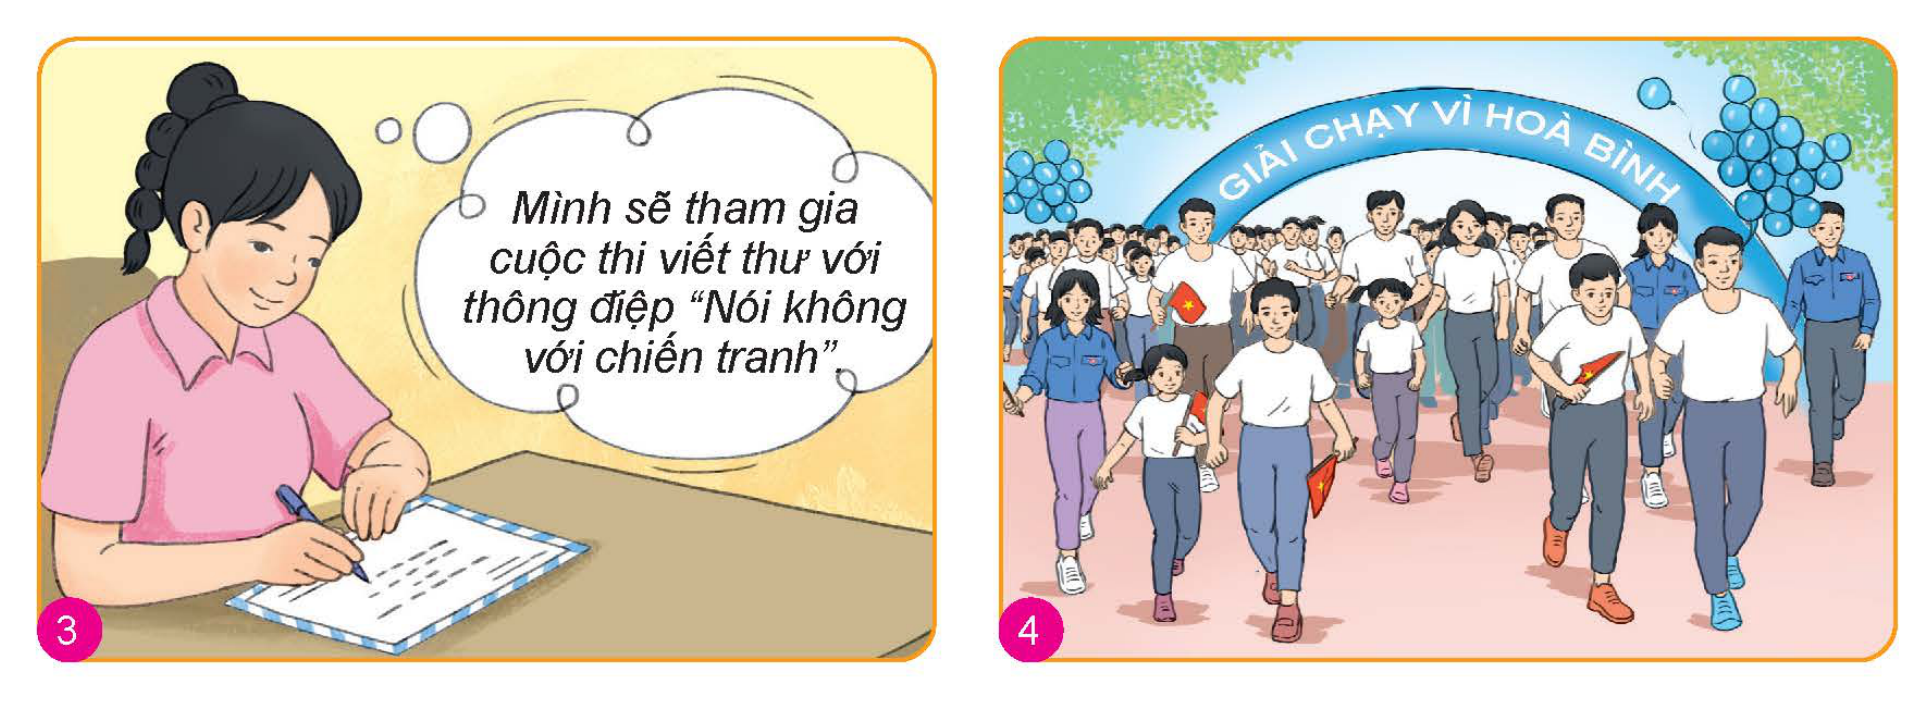 Mình sẽ tham gia
cuộc thi viết thư với
thông điệp “Nói không
với chiến tranh”.
3
GIẢI CHẠY VÌ HOÀ BÌNH
4